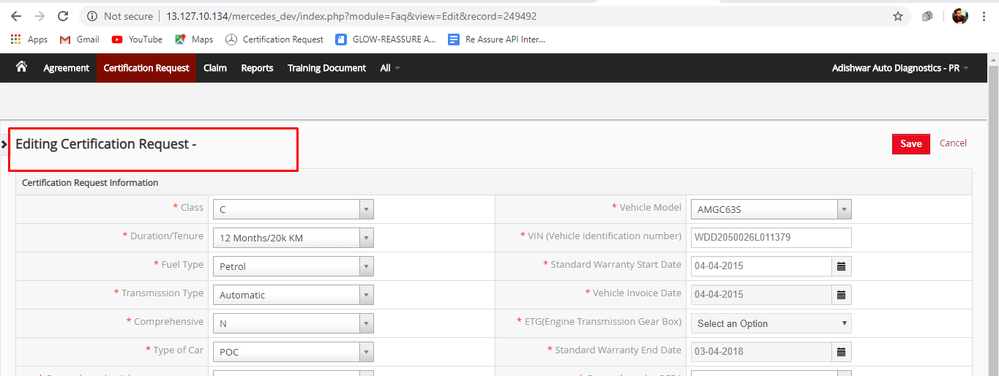 Not secure 13.127.10.134/mercedes_dev/index.php?module=Faq&view=Edit&record=249492
Apps Gmail YouTube Maps Certification Request GLOW-REASSURE A... Re Assure API Inter...
Agreement Certification Request Claim Reports Training Document All Adishwar Auto Diagnostics - PR
Editing Certification Request - Save Cancel
Certification Request Information
* Class C * Vehicle Model AMGC63S
* Duration/Tenure 12 Months/20k KM * VIN (Vehicle identification number) WDD2050026L011379
* Fuel Type Petrol * Standard Warranty Start Date 04-04-2015
* Transmission Type Automatic * Vehicle Invoice Date 04-04-2015
* Comprehensive N * ETG(Engine Transmission Gear Box) Select an Option
* Type of Car POC * Standard Warranty End Date 03-04-2018